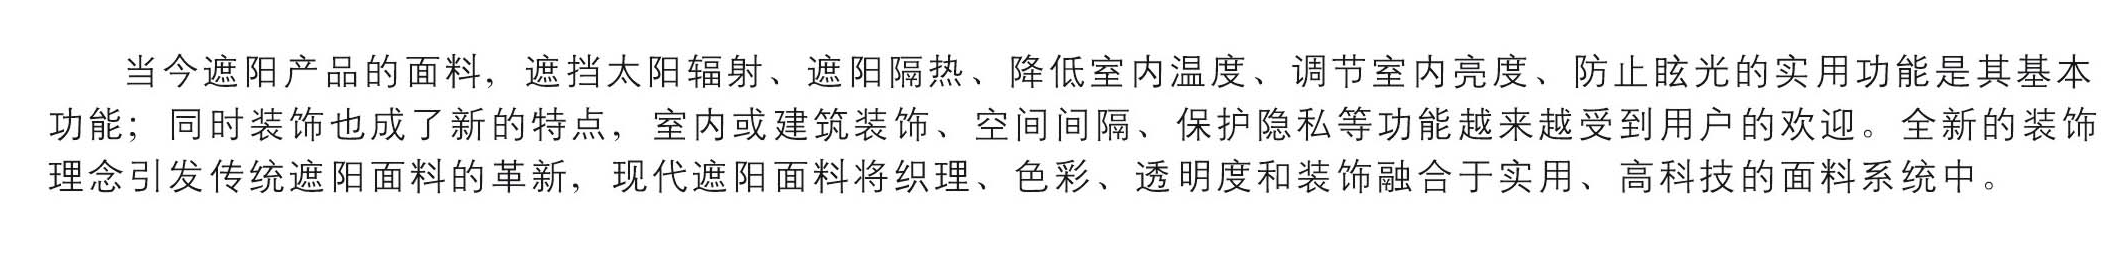 当今遮阳产品的面料，遮挡太阳辐射、遮阳隔热、降低室内温度、调节室内亮度、防止眩光的实用功能是其基本
功能；同时装饰也成了新的特点，室内或建筑装饰、空间间隔、保护隐私等功能越来越受到用户的欢迎。全新的装饰
理念引发传统遮阳面料的革新，现代遮阳面料将织理、色彩、透明度和装饰融合于实用、高科技的面料系统中。